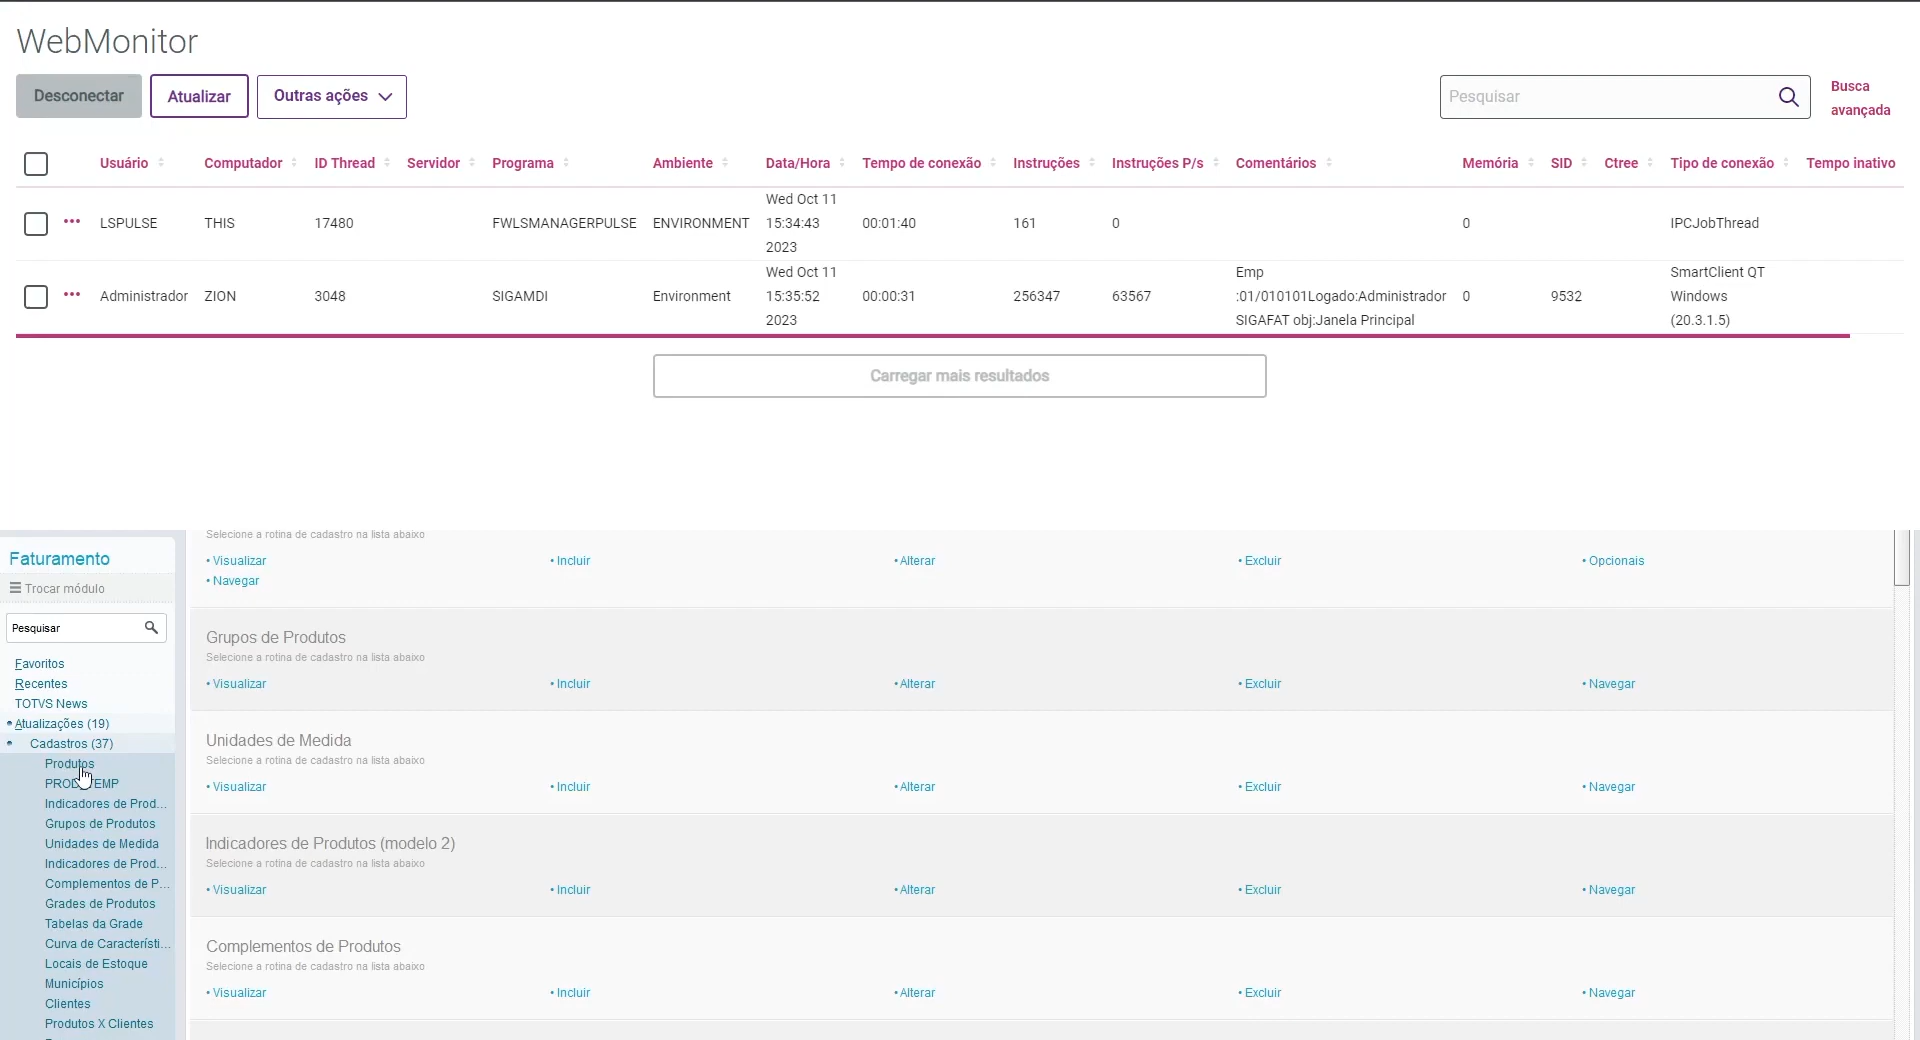 WebMonitor
Desconectar Atualizar Outras ações
Pesquisar
Busca
avançada
Usuário Computador ID Thread Servidor Programa Ambiente Data/Hora Tempo de conexão Instruções Instruções P/s Comentários Memória SID Ctree Tipo de conexão Tempo inativo
LSPULSE THIS 17480 FWLSMANAGERPULSE ENVIRONMENT Wed Oct 11
15:34:43
2023
00:01:40 161 0 0 IPCJobThread
Administrador ZION 3048 SIGAMDI Environment Wed Oct 11
15:35:52
2023
00:00:31 256347 63567 Emp
:01/010101Logado:Administrador
SIGAFAT obj:Janela Principal
0 9532 SmartClient QT
Windows
(20.3.1.5)
Carregar mais resultados
Faturamento
Trocar módulo
Pesquisar
Favoritos
Recentes
TOTVS News
Atualizações (19)
Cadastros (37)
Produtos
Indicadores de Prod...
Grupos de Produtos
Unidades de Medida
Indicadores de Prod...
Complementos de P...
Grades de Produtos
Tabelas da Grade
Curva de Característi...
Locais de Estoque
Municípios
Clientes
Produtos X Clientes
Selecione a rotina de cadastro na lista abaixo
• Visualizar • Incluir • Alterar • Excluir • Opcionais
• Navegar
Grupos de Produtos
Selecione a rotina de cadastro na lista abaixo
• Visualizar • Incluir • Alterar • Excluir • Navegar
Unidades de Medida
Selecione a rotina de cadastro na lista abaixo
• Visualizar • Incluir • Alterar • Excluir • Navegar
Indicadores de Produtos (modelo 2)
Selecione a rotina de cadastro na lista abaixo
• Visualizar • Incluir • Alterar • Excluir • Navegar
Complementos de Produtos
Selecione a rotina de cadastro na lista abaixo
• Visualizar • Incluir • Alterar • Excluir • Navegar